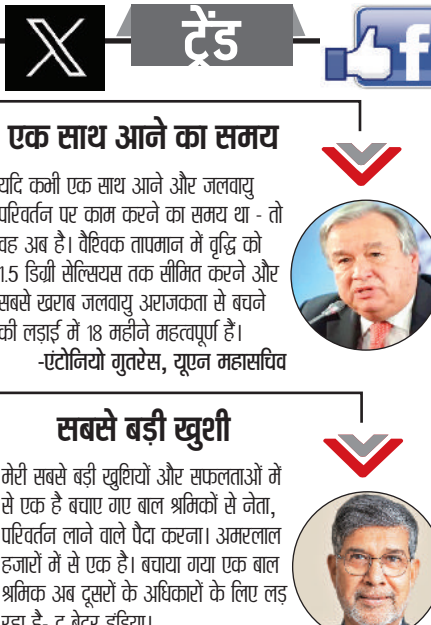 X
ट्रेंड
f
एक साथ आने का समय
यदि कभी एक साथ आने और जलवायु
परिवर्तन पर काम करने का समय था - तो
वह अब है। वैश्विक तापमान में वृद्धि को
1.5 डिग्री सेल्सियस तक सीमित करने और
सबसे खराब जलवायु अराजकता से बचने
की लड़ाई में 18 महीने महत्वपूर्ण हैं।
-एंटोनियो गुतरेस, यूएन महासचिव
सबसे बड़ी खुशी
मेरी सबसे बड़ी खुशियों और सफलताओं में
से एक है बचाए गए बाल श्रमिकों से नेता,
परिवर्तन लाने वाले पैदा करना। अमरलाल
हजारों में से एक है। बचाया गया एक बाल
श्रमिक अब दूसरों के अधिकारों के लिए लड़
रहा है- द बेटर इंडिया।